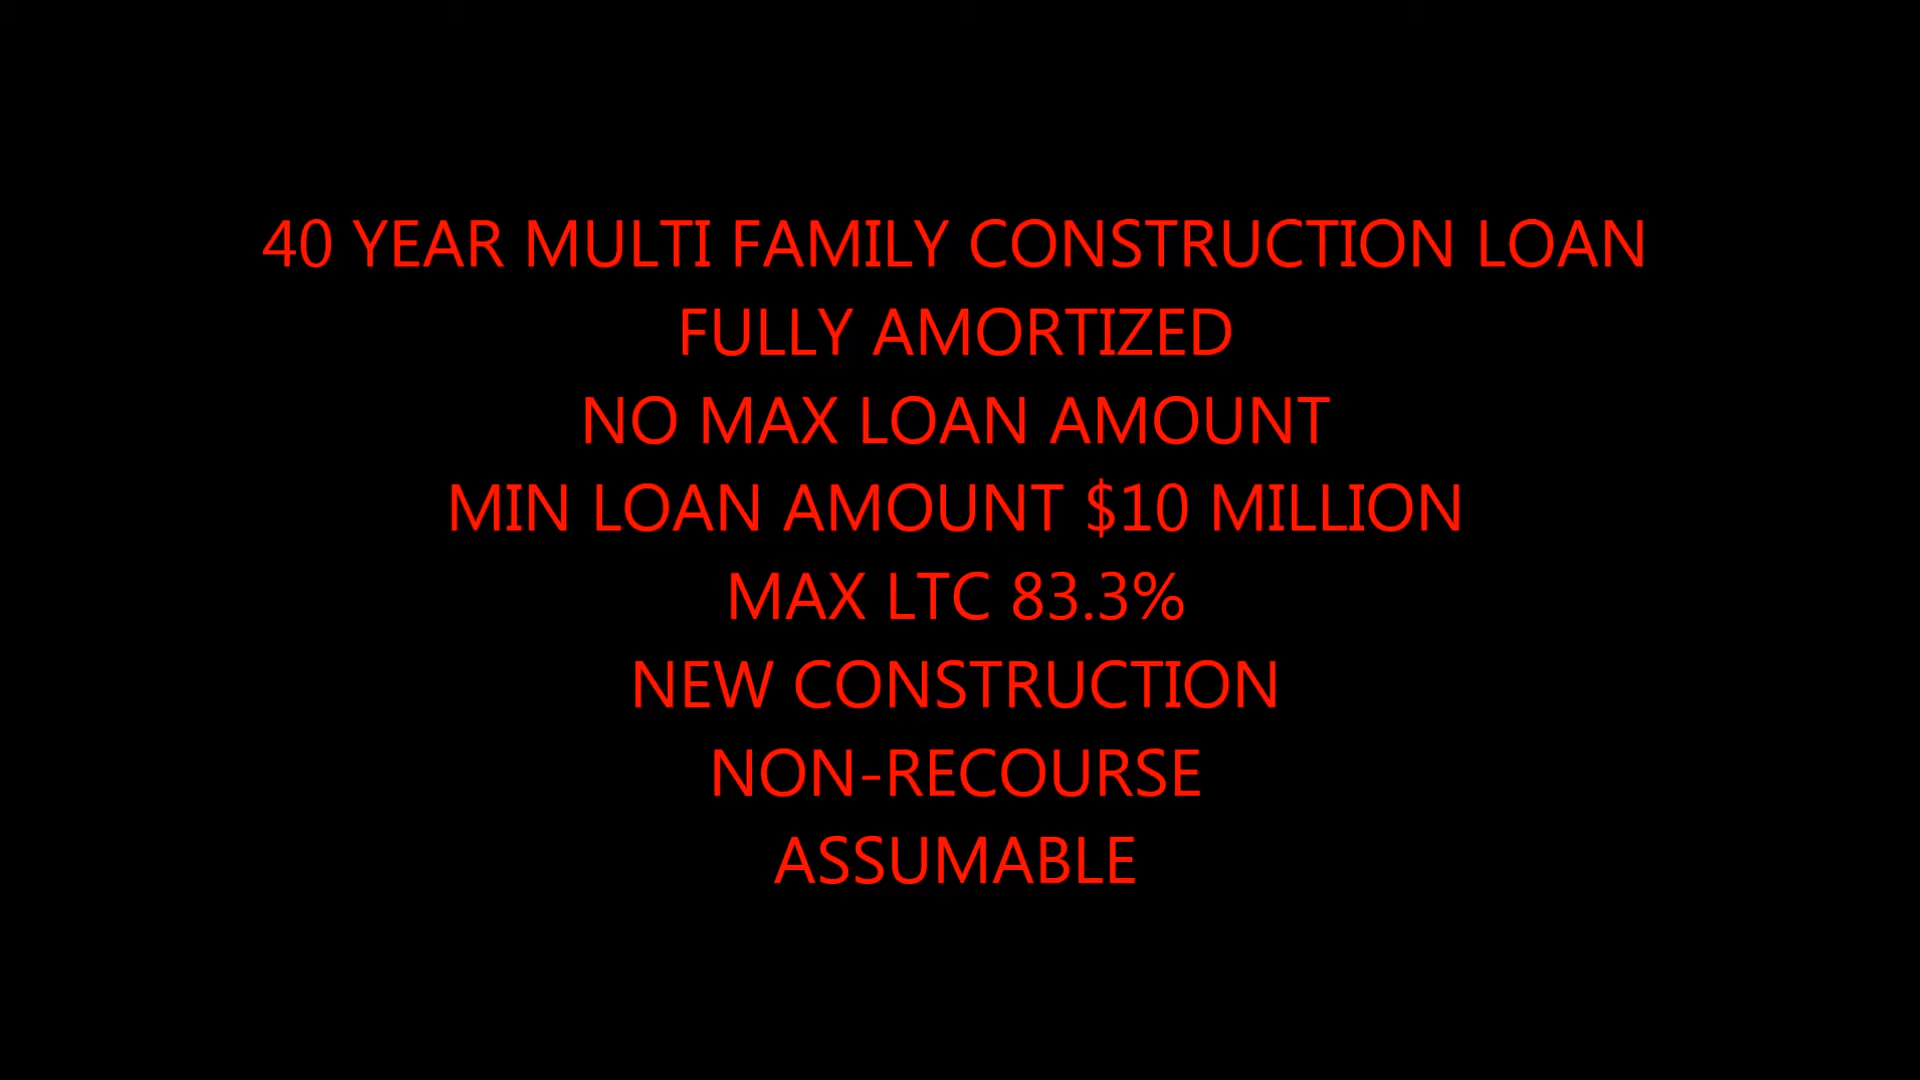 40 YEAR MULTI FAMILY CONSTRUCTION LOAN
FULLY AMORTIZED
NO MAX LOAN AMOUNT
MIN LOAN AMOUNT $10 MILLION
MAX LTC 83.3%
NEW CONSTRUCTION
NON-RECOURSE
ASSUMABLE